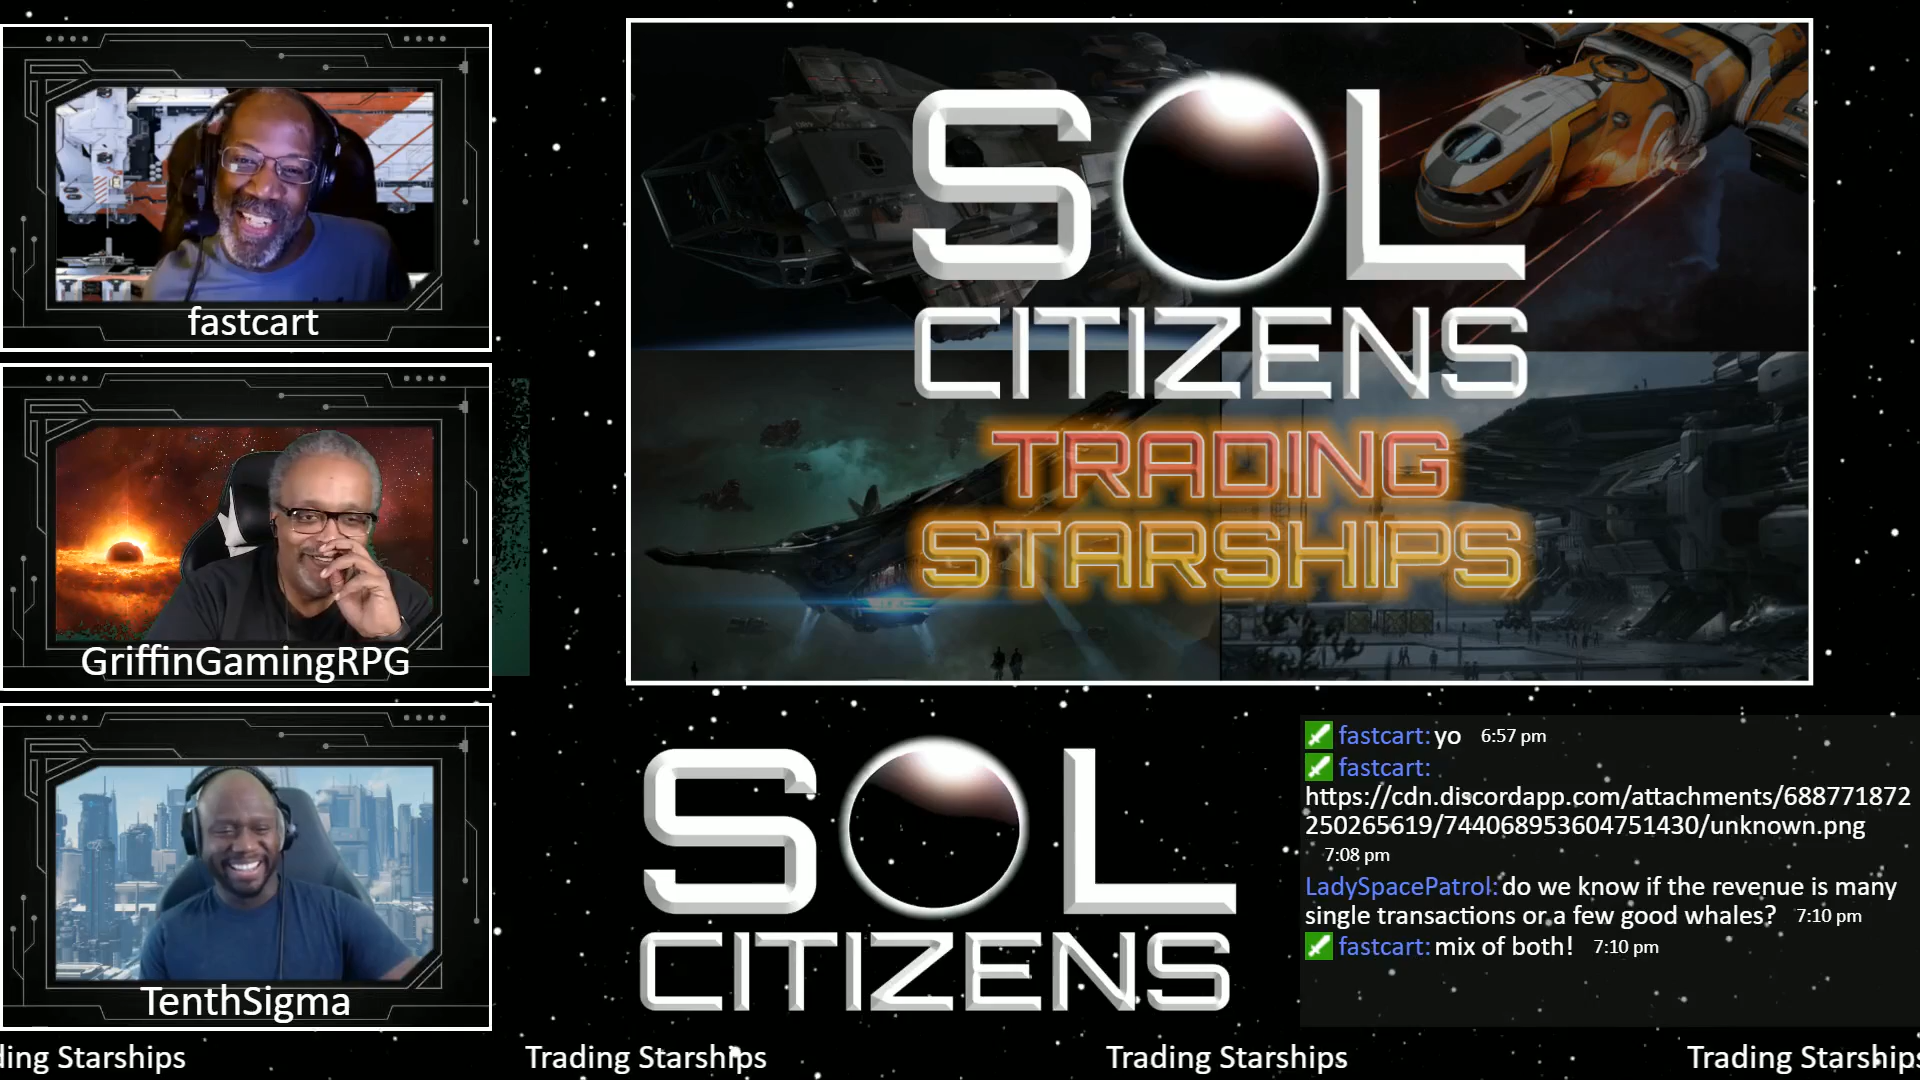 fastcart
GriffinGamingRPG
TenthSigma
SOL
CITIZENS
TRADING
STARSHIPS
SOL
CITIZENS
fastcart: yo 6:57 pm
fastcart:
https://cdn.discordapp.com/attachments/688771872
250265619/744068953604751430/unknown.png
7:08 pm
LadySpacePatrol: do we know if the revenue is many
single transactions or a few good whales? 7:10 pm
fastcart: mix of both! 7:10 pm
ding Starships Trading Starships Trading Starships Trading Starships